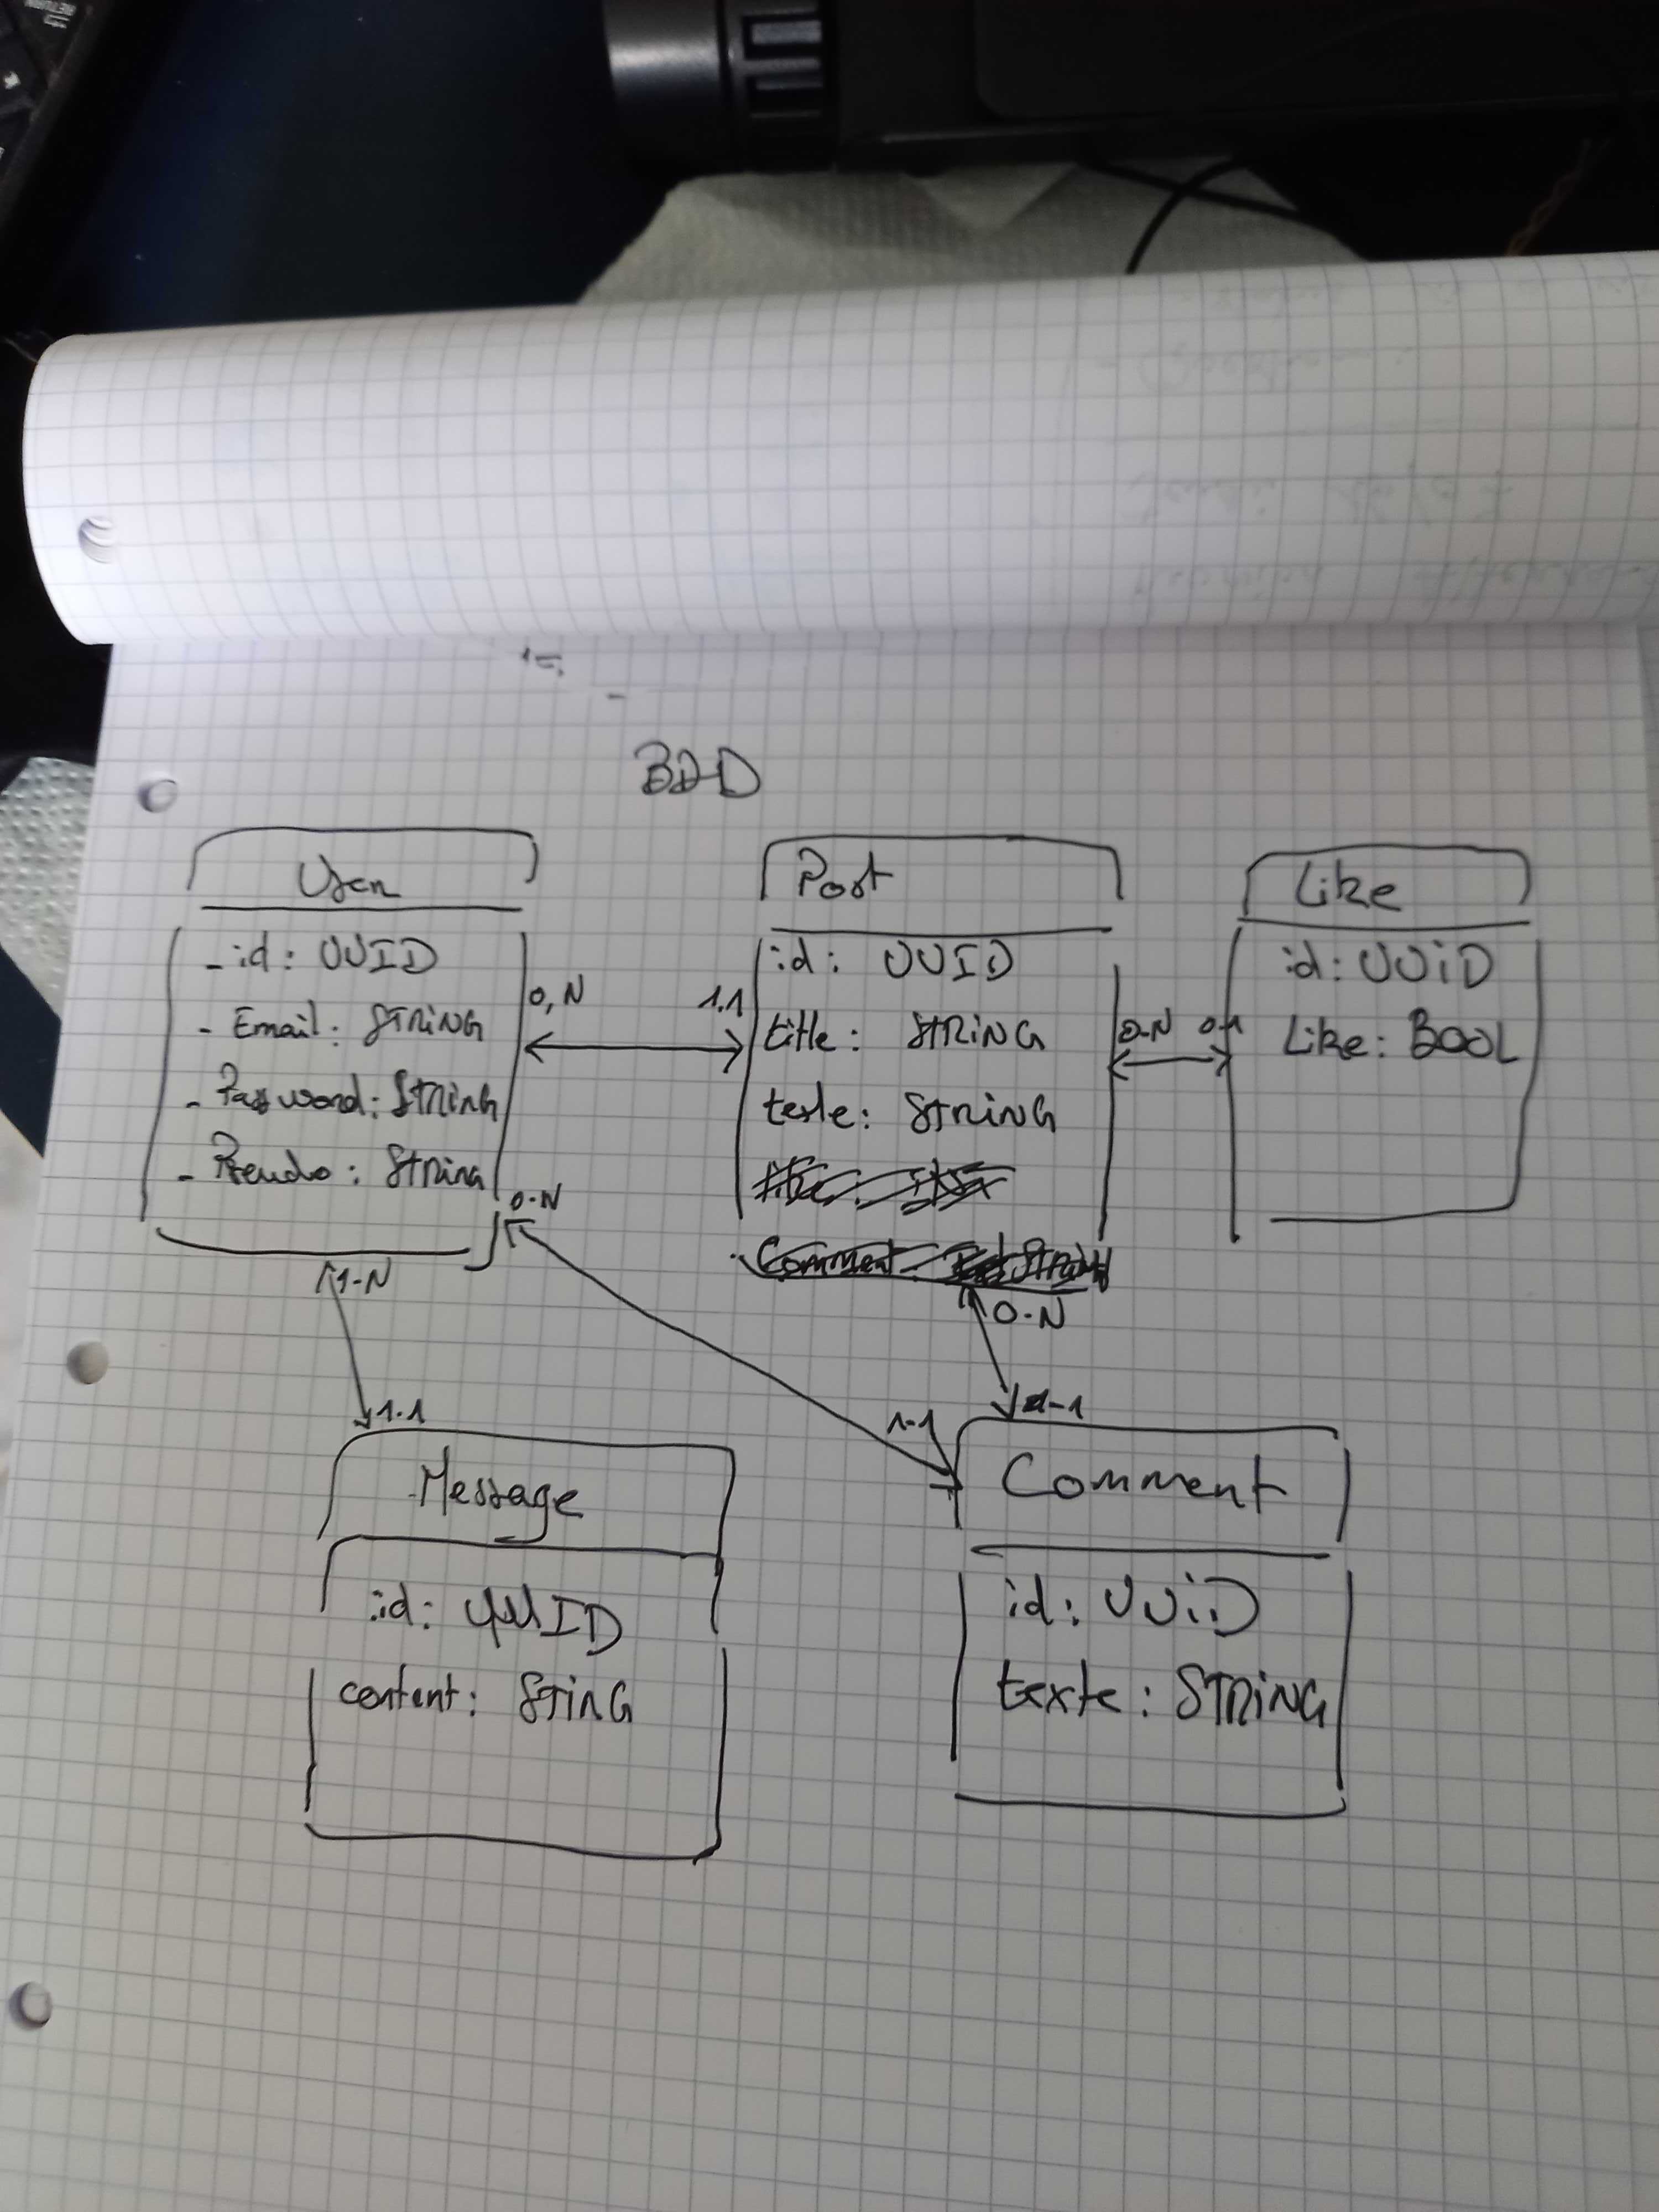 RETURN
BDD
User
- id: UUID
- Email: STRING
- Password: STRING
- Pseudo: STRING
0,N
1.1
Post
id: UUID
title: STRING
texte: STRING
Comment: String
0-N
0-1
Like
id: UUiD
Like: BOOL
0-N
1-N
1-1
0-N
1-1
1-1
Message
id: UUID
content: STinG
Comment
id: UUiD
texte: STRiNG